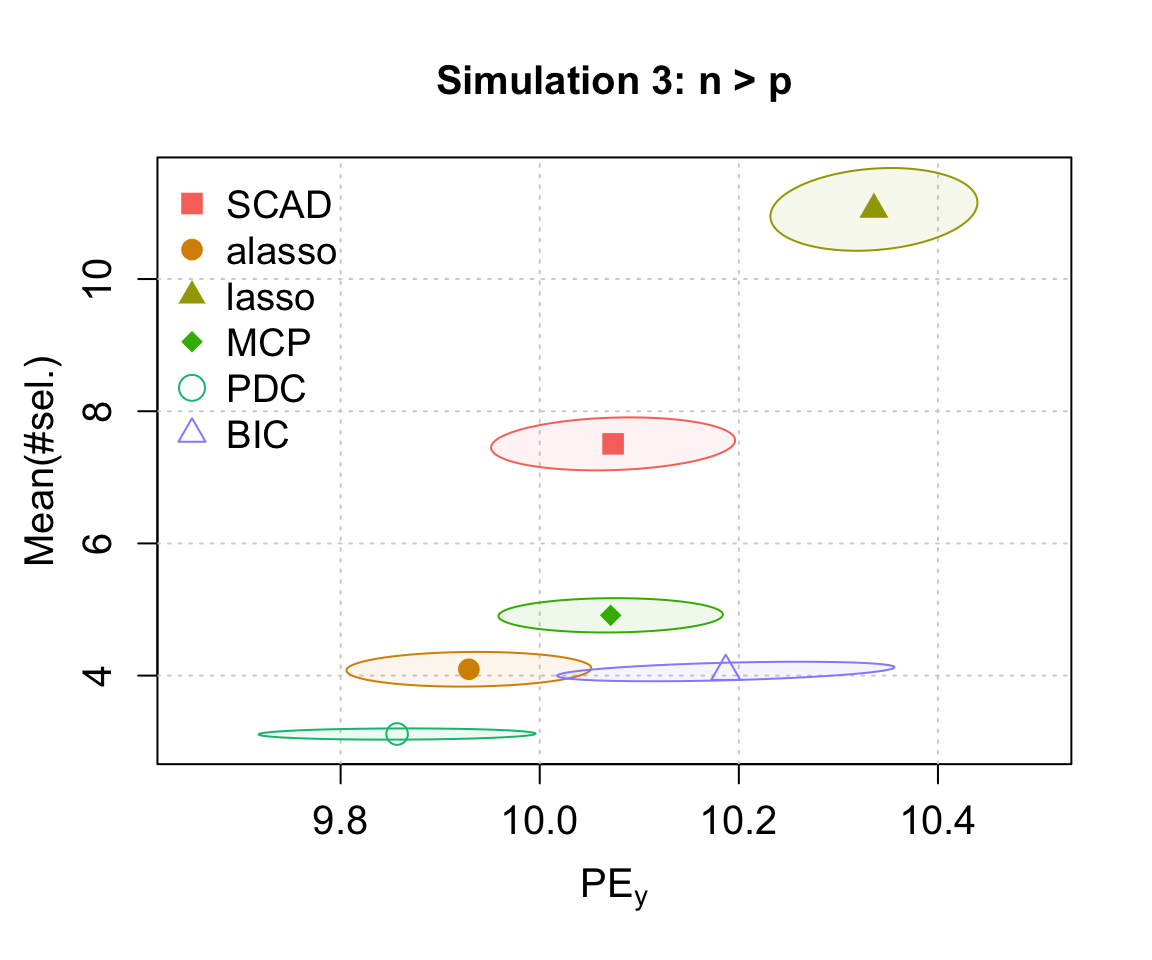 Simulation 3: n > p
SCAD
alasso
lasso
MCP
PDC
BIC
Mean(#sel.)
10
8
6
4
9.8 10.0 10.2 10.4
PEy